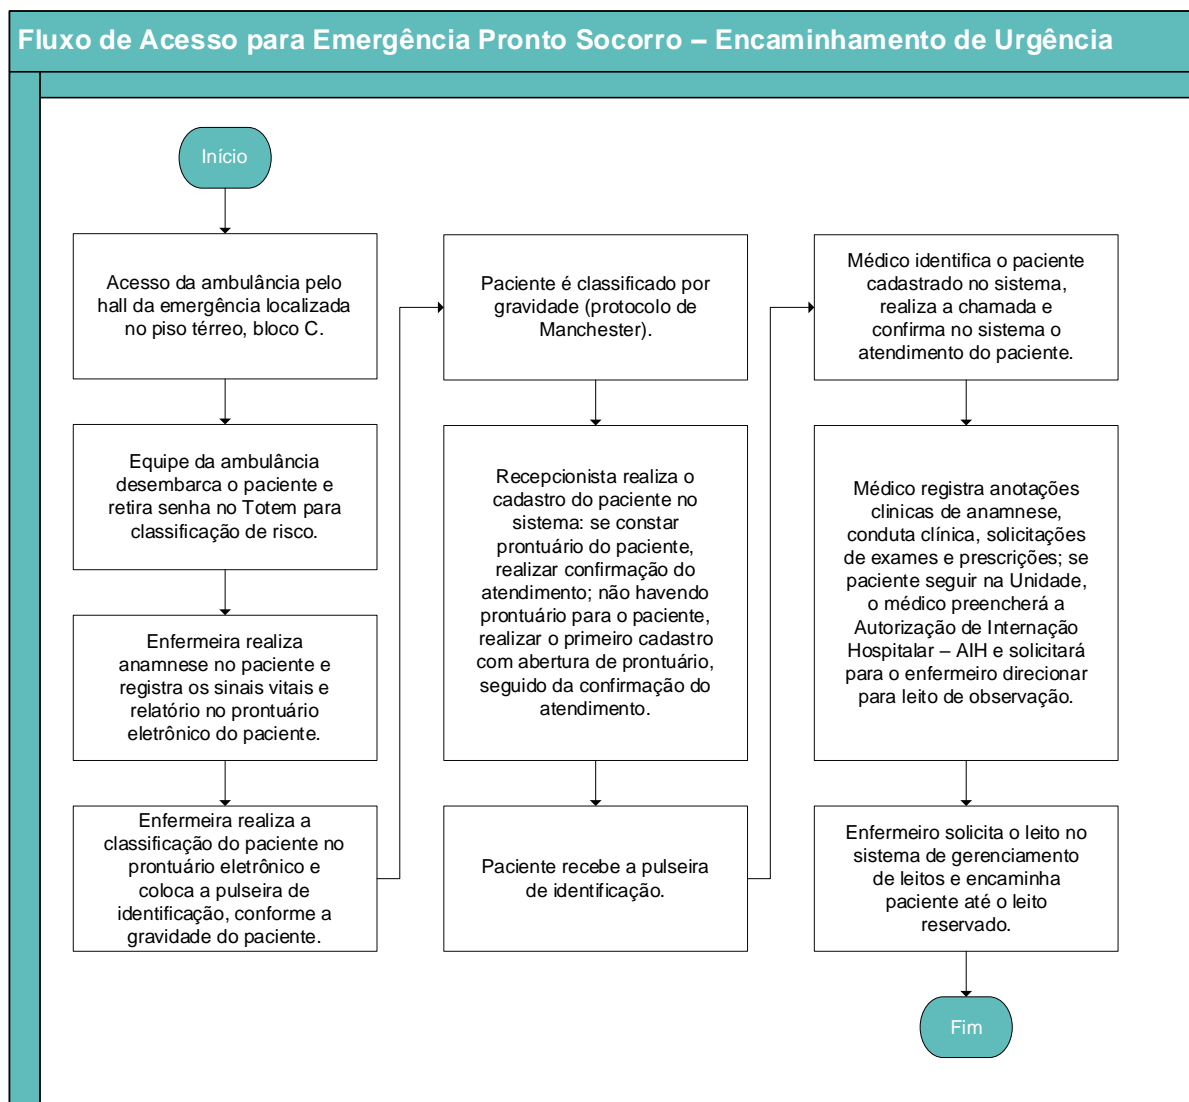 Fluxo de Acesso para Emergência Pronto Socorro – Encaminhamento de Urgência
Início
Acesso da ambulância pelo
hall da emergência localizada
no piso térreo, bloco C.
Equipe da ambulância
desembarca o paciente e
retira senha no Totem para
classificação de risco.
Enfermeira realiza
anamnese no paciente e
registra os sinais vitais e
relatório no prontuário
eletrônico do paciente.
Enfermeira realiza a
classificação do paciente no
prontuário eletrônico e
coloca a pulseira de
identificação, conforme a
gravidade do paciente.
Paciente é classificado por
gravidade (protocolo de
Manchester).
Recepcionista realiza o
cadastro do paciente no
sistema: se constar
prontuário do paciente,
realizar confirmação do
atendimento; não havendo
prontuário para o paciente,
realizar o primeiro cadastro
com abertura de prontuário,
seguido da confirmação do
atendimento.
Paciente recebe a pulseira
de identificação.
Médico identifica o paciente
cadastrado no sistema,
realiza a chamada e
confirma no sistema o
atendimento do paciente.
Médico registra anotações
clinicas de anamnese,
conduta clínica, solicitações
de exames e prescrições; se
paciente seguir na Unidade,
o médico preencherá a
Autorização de Internação
Hospitalar – AIH e solicitará
para o enfermeiro direcionar
para leito de observação.
Enfermeiro solicita o leito no
sistema de gerenciamento
de leitos e encaminha
paciente até o leito
reservado.
Fim